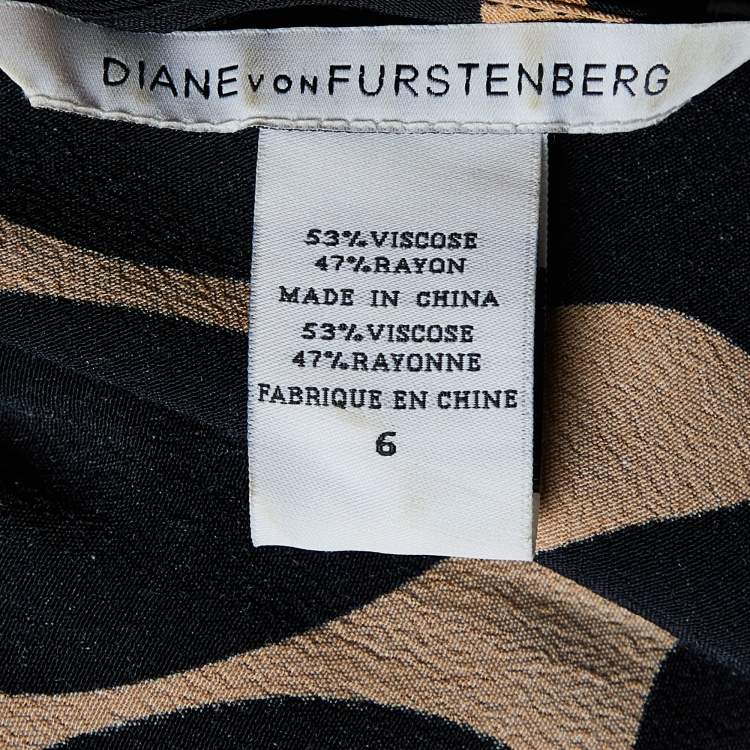 DIANE VON FURSTENBERG
53% VISCOSE
47% RAYON
MADE IN CHINA
53% VISCOSE
47% RAYONNE
FABRIQUE EN CHINE
6